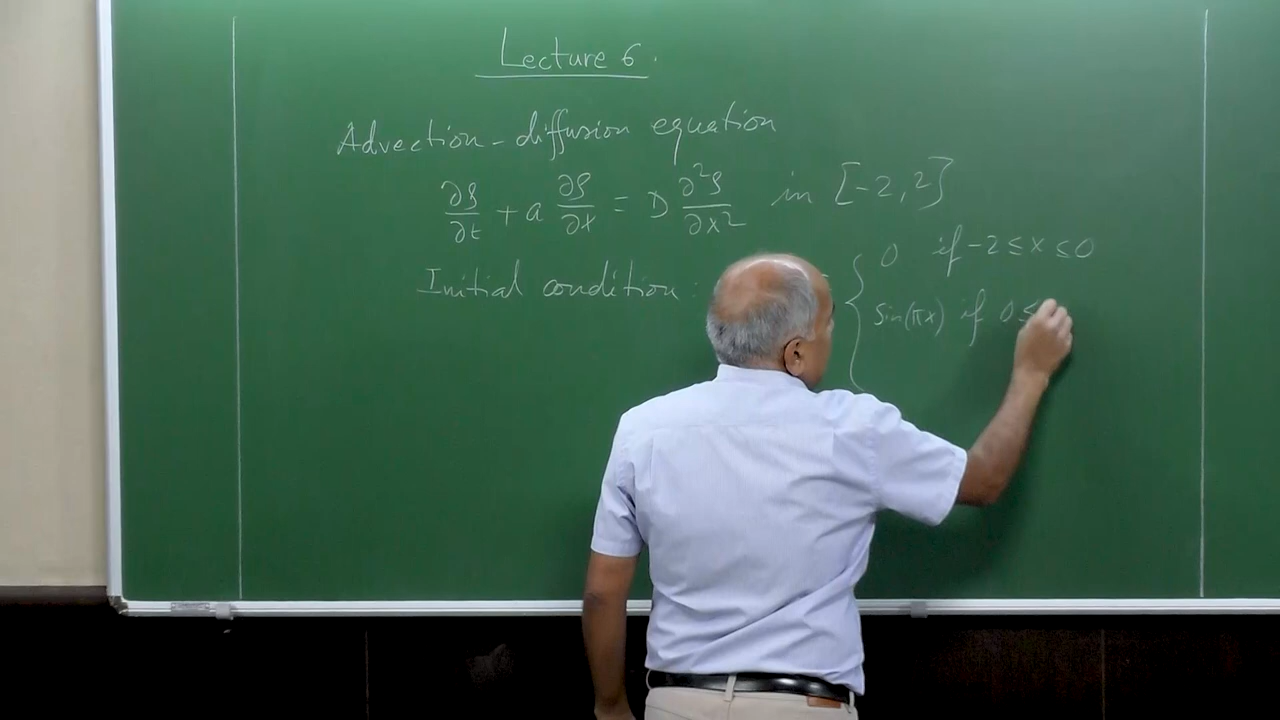 Lecture 6.
Advection-diffusion equation
∂ρ/∂t + a ∂ρ/∂x = D ∂²ρ/∂x² in [-2,2]
Initial condition: { 0 if -2≤x≤0
sin(πx) if 0≤